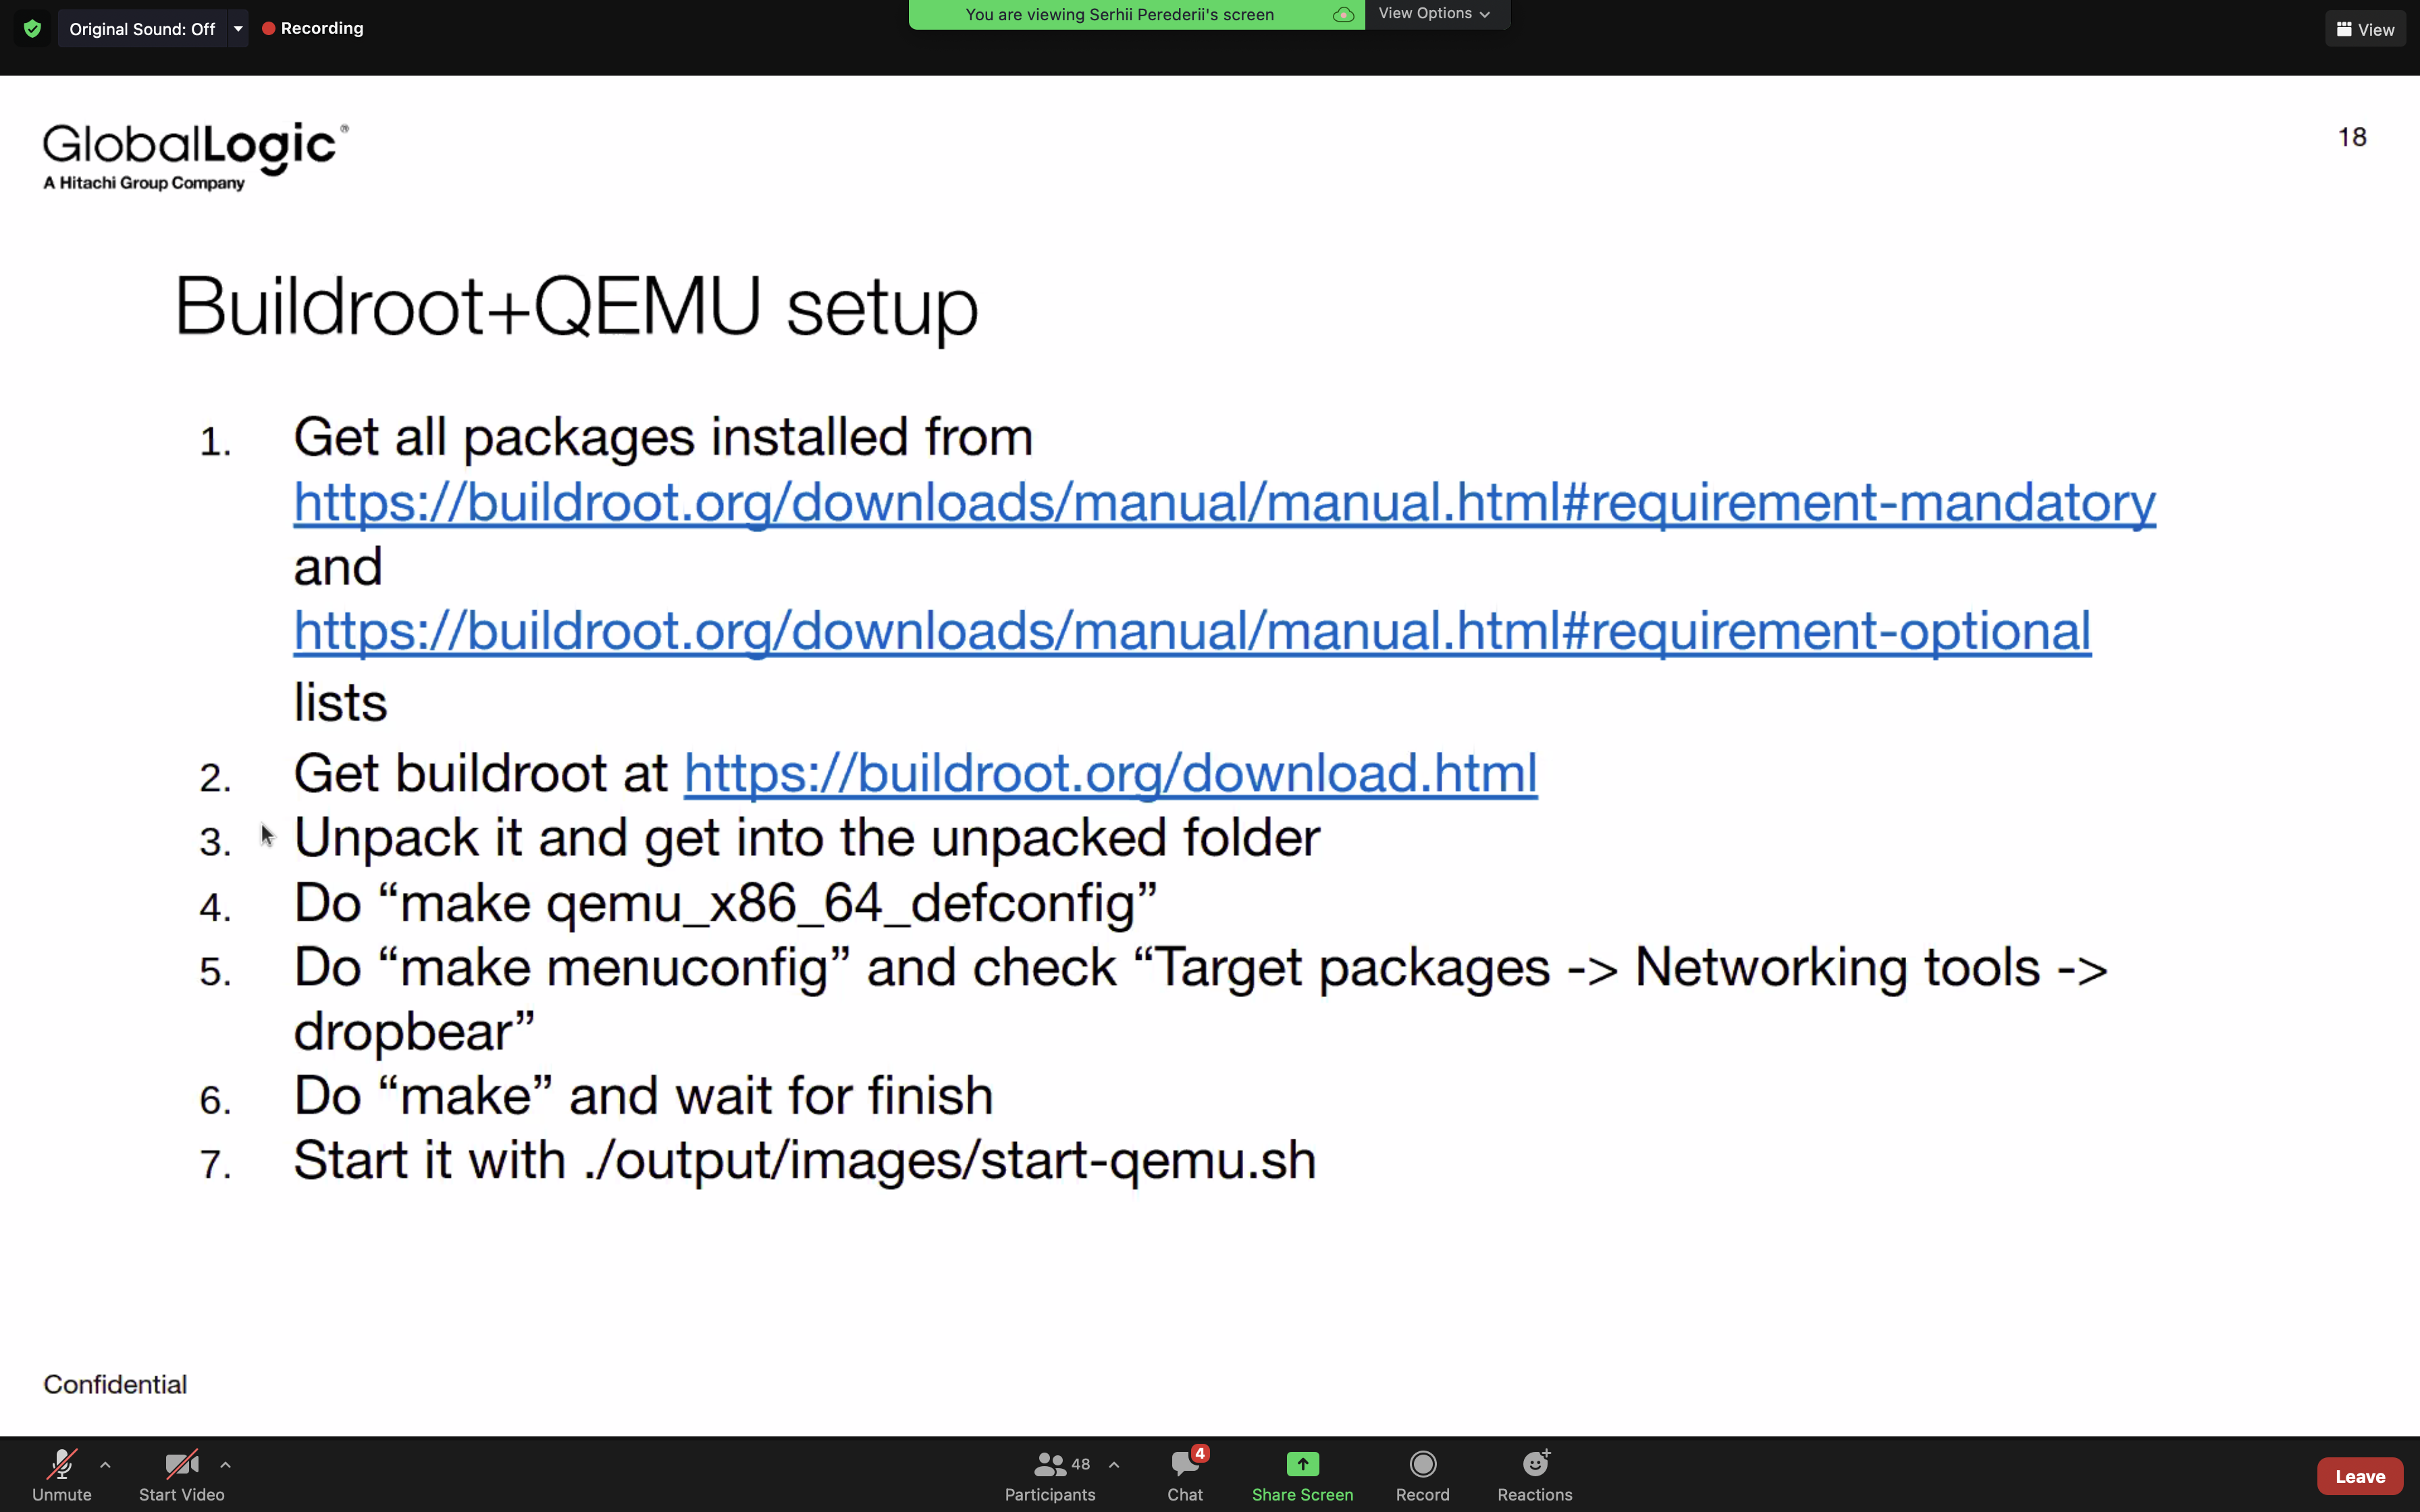 Original Sound: Off
Recording
You are viewing Serhii Perederii's screen
View Options
View
GlobalLogic®
A Hitachi Group Company
18
Buildroot+QEMU setup
1. Get all packages installed from
https://buildroot.org/downloads/manual/manual.html#requirement-mandatory
and
https://buildroot.org/downloads/manual/manual.html#requirement-optional
lists
2. Get buildroot at https://buildroot.org/download.html
3. Unpack it and get into the unpacked folder
4. Do “make qemu_x86_64_defconfig”
5. Do “make menuconfig” and check “Target packages -> Networking tools ->
dropbear”
6. Do “make” and wait for finish
7. Start it with ./output/images/start-qemu.sh
Confidential
Unmute
Start Video
48
Participants
4
Chat
Share Screen
Record
Reactions
Leave